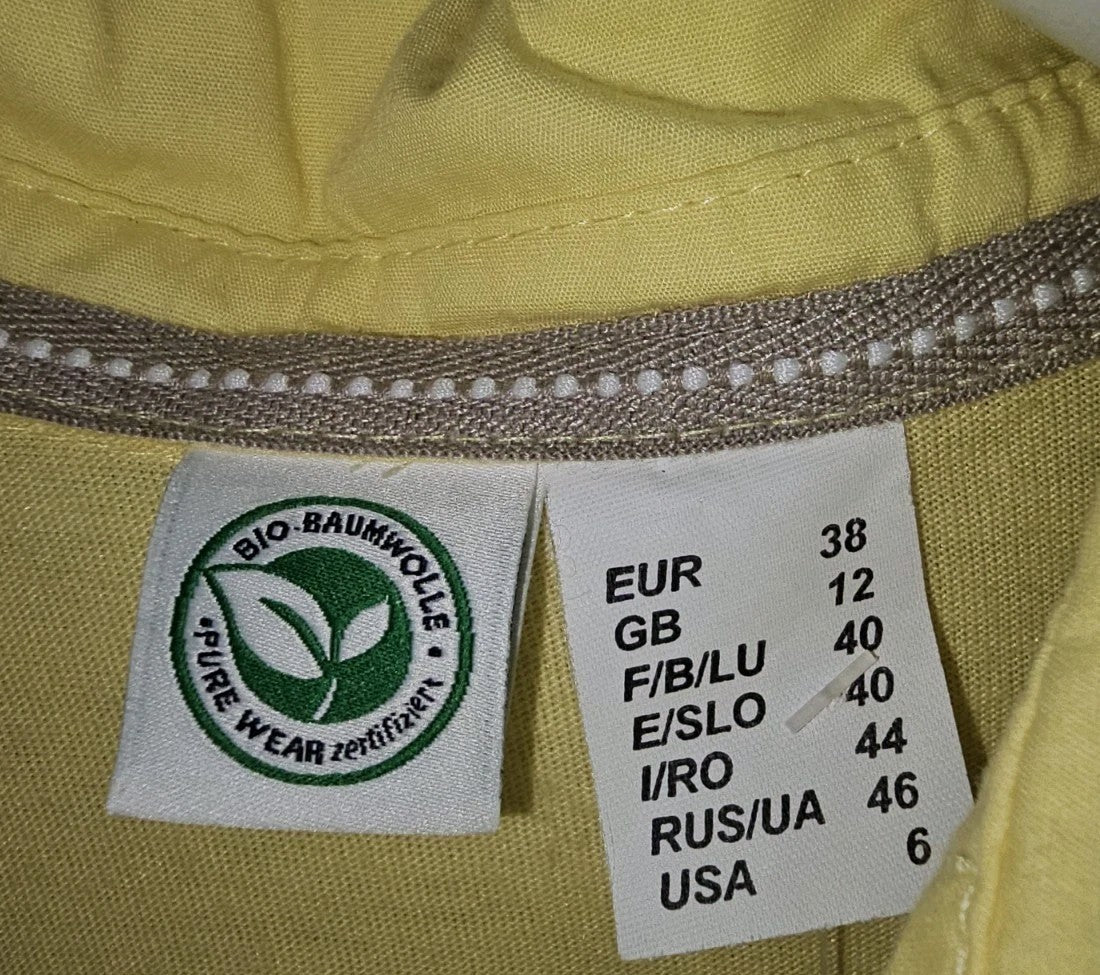 BIO-BAUMWOLLE
• PURE WEAR zertifiziert •
EUR 38
GB 12
F/B/LU 40
E/SLO 40
I/RO 44
RUS/UA 46
USA 6